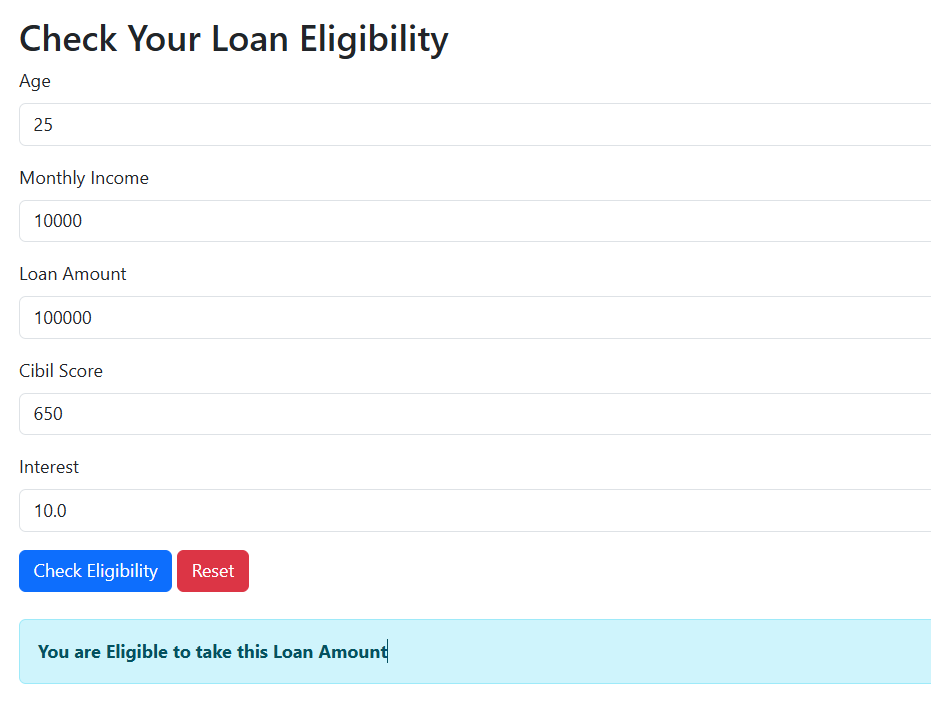 Check Your Loan Eligibility
Age
25
Monthly Income
10000
Loan Amount
100000
Cibil Score
650
Interest
10.0
Check Eligibility Reset
You are Eligible to take this Loan Amount